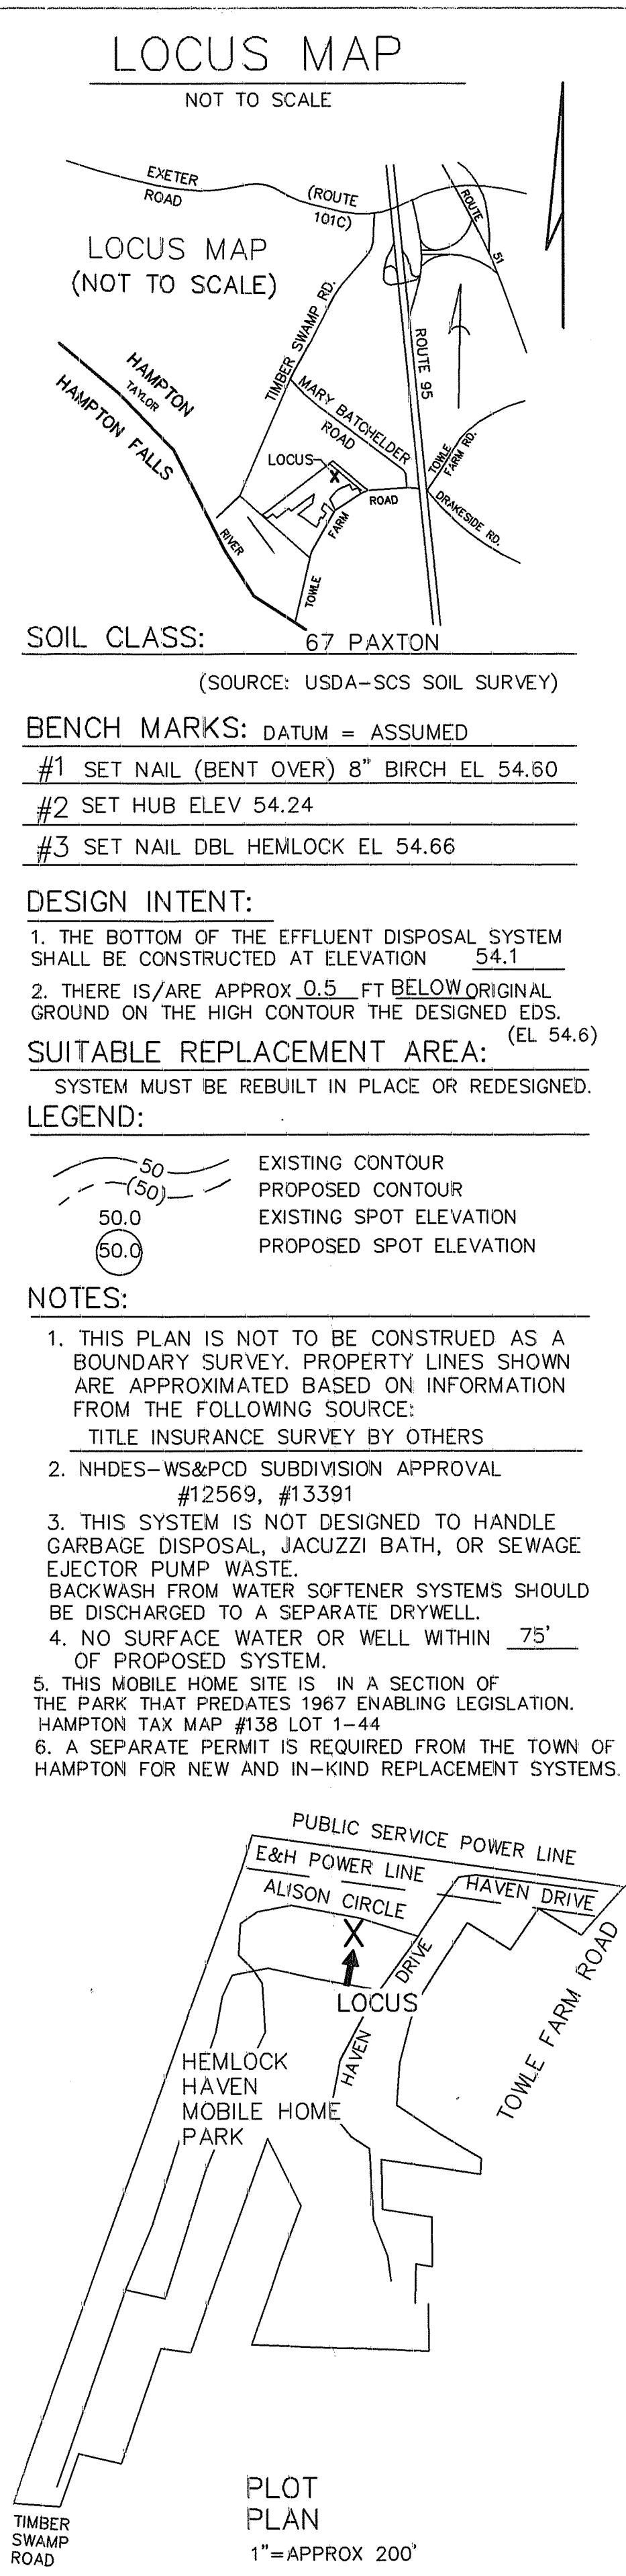 LOCUS MAP
NOT TO SCALE
EXETER
ROAD
(ROUTE
101C)
ROUTE
51
LOCUS MAP
(NOT TO SCALE)
TIMBER SWAMP RD.
ROUTE 95
HAMPTON
TAYLOR
HAMPTON FALLS
MARY BATCHELDER
ROAD
LOCUS
X
TOWLE
FARM RD.
ROAD
DRAKESIDE RD.
FARM
RIVER
TOWLE
SOIL CLASS: 67 PAXTON
(SOURCE: USDA-SCS SOIL SURVEY)
BENCH MARKS: DATUM = ASSUMED
#1 SET NAIL (BENT OVER) 8" BIRCH EL 54.60
#2 SET HUB ELEV 54.24
#3 SET NAIL DBL HEMLOCK EL 54.66
DESIGN INTENT:
1. THE BOTTOM OF THE EFFLUENT DISPOSAL SYSTEM
SHALL BE CONSTRUCTED AT ELEVATION 54.1
2. THERE IS/ARE APPROX 0.5 FT BELOW ORIGINAL
GROUND ON THE HIGH CONTOUR THE DESIGNED EDS.
(EL 54.6)
SUITABLE REPLACEMENT AREA:
SYSTEM MUST BE REBUILT IN PLACE OR REDESIGNED.
LEGEND:
50 EXISTING CONTOUR
(50) PROPOSED CONTOUR
50.0 EXISTING SPOT ELEVATION
50.0 PROPOSED SPOT ELEVATION
NOTES:
1. THIS PLAN IS NOT TO BE CONSTRUED AS A
BOUNDARY SURVEY. PROPERTY LINES SHOWN
ARE APPROXIMATED BASED ON INFORMATION
FROM THE FOLLOWING SOURCE:
TITLE INSURANCE SURVEY BY OTHERS
2. NHDES-WS&PCD SUBDIVISION APPROVAL
#12569, #13391
3. THIS SYSTEM IS NOT DESIGNED TO HANDLE
GARBAGE DISPOSAL, JACUZZI BATH, OR SEWAGE
EJECTOR PUMP WASTE.
BACKWASH FROM WATER SOFTENER SYSTEMS SHOULD
BE DISCHARGED TO A SEPARATE DRYWELL.
4. NO SURFACE WATER OR WELL WITHIN 75'
OF PROPOSED SYSTEM.
5. THIS MOBILE HOME SITE IS IN A SECTION OF
THE PARK THAT PREDATES 1967 ENABLING LEGISLATION.
HAMPTON TAX MAP #138 LOT 1-44
6. A SEPARATE PERMIT IS REQUIRED FROM THE TOWN OF
HAMPTON FOR NEW AND IN-KIND REPLACEMENT SYSTEMS.
PUBLIC SERVICE POWER LINE
E&H POWER LINE
HAVEN DRIVE
ALISON CIRCLE
X
DRIVE
LOCUS
HAVEN
TOWLE FARM ROAD
HEMLOCK
HAVEN
MOBILE HOME
PARK
PLOT
PLAN
1"=APPROX 200'
TIMBER
SWAMP
ROAD